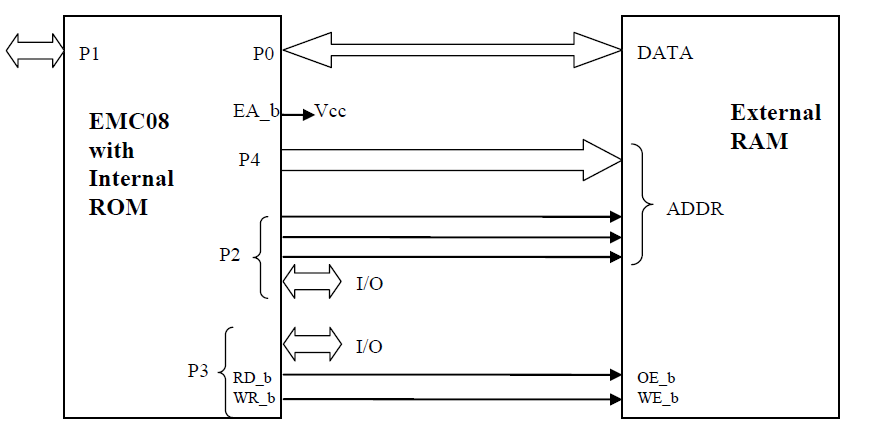 P1
P0
DATA
EA_b
Vcc
EMC08
with
Internal
ROM
External
RAM
P4
ADDR
P2
I/O
I/O
P3
RD_b
WR_b
OE_b
WE_b